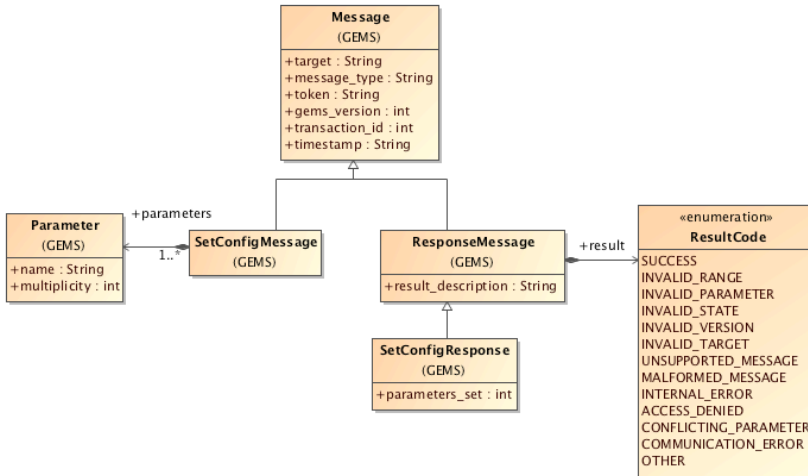 Message
(GEMS)
+target : String
+message_type : String
+token : String
+gems_version : int
+transaction_id : int
+timestamp : String
+parameters
1..*
Parameter
(GEMS)
+name : String
+multiplicity : int
SetConfigMessage
(GEMS)
ResponseMessage
(GEMS)
+result_description : String
+result
SetConfigResponse
(GEMS)
+parameters_set : int
«enumeration»
ResultCode
SUCCESS
INVALID_RANGE
INVALID_PARAMETER
INVALID_STATE
INVALID_VERSION
INVALID_TARGET
UNSUPPORTED_MESSAGE
MALFORMED_MESSAGE
INTERNAL_ERROR
ACCESS_DENIED
CONFLICTING_PARAMETER
COMMUNICATION_ERROR
OTHER